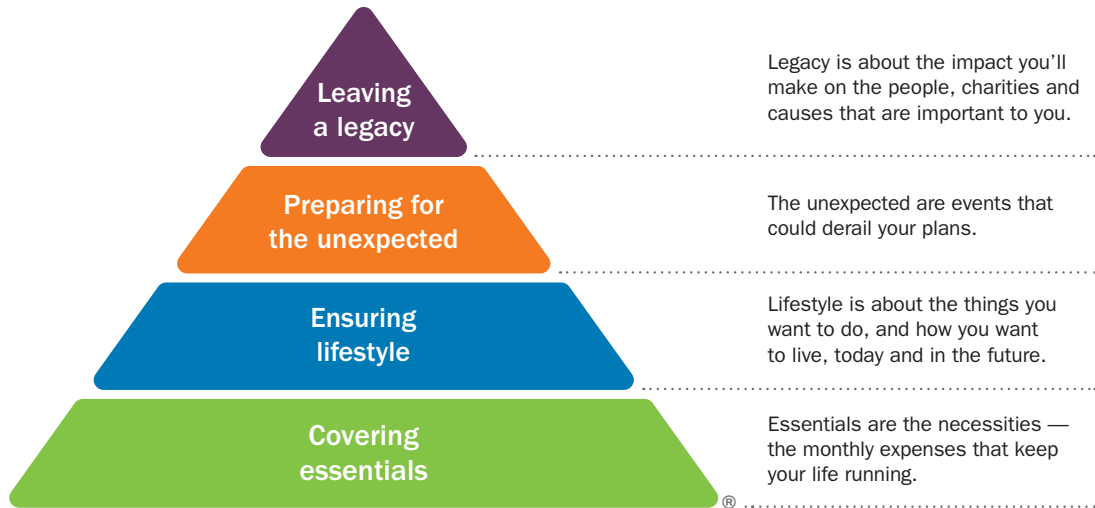 Leaving
a legacy
Legacy is about the impact you’ll
make on the people, charities and
causes that are important to you.
Preparing for
the unexpected
The unexpected are events that
could derail your plans.
Ensuring
lifestyle
Lifestyle is about the things you
want to do, and how you want
to live, today and in the future.
Covering
essentials
Essentials are the necessities —
the monthly expenses that keep
your life running.
®